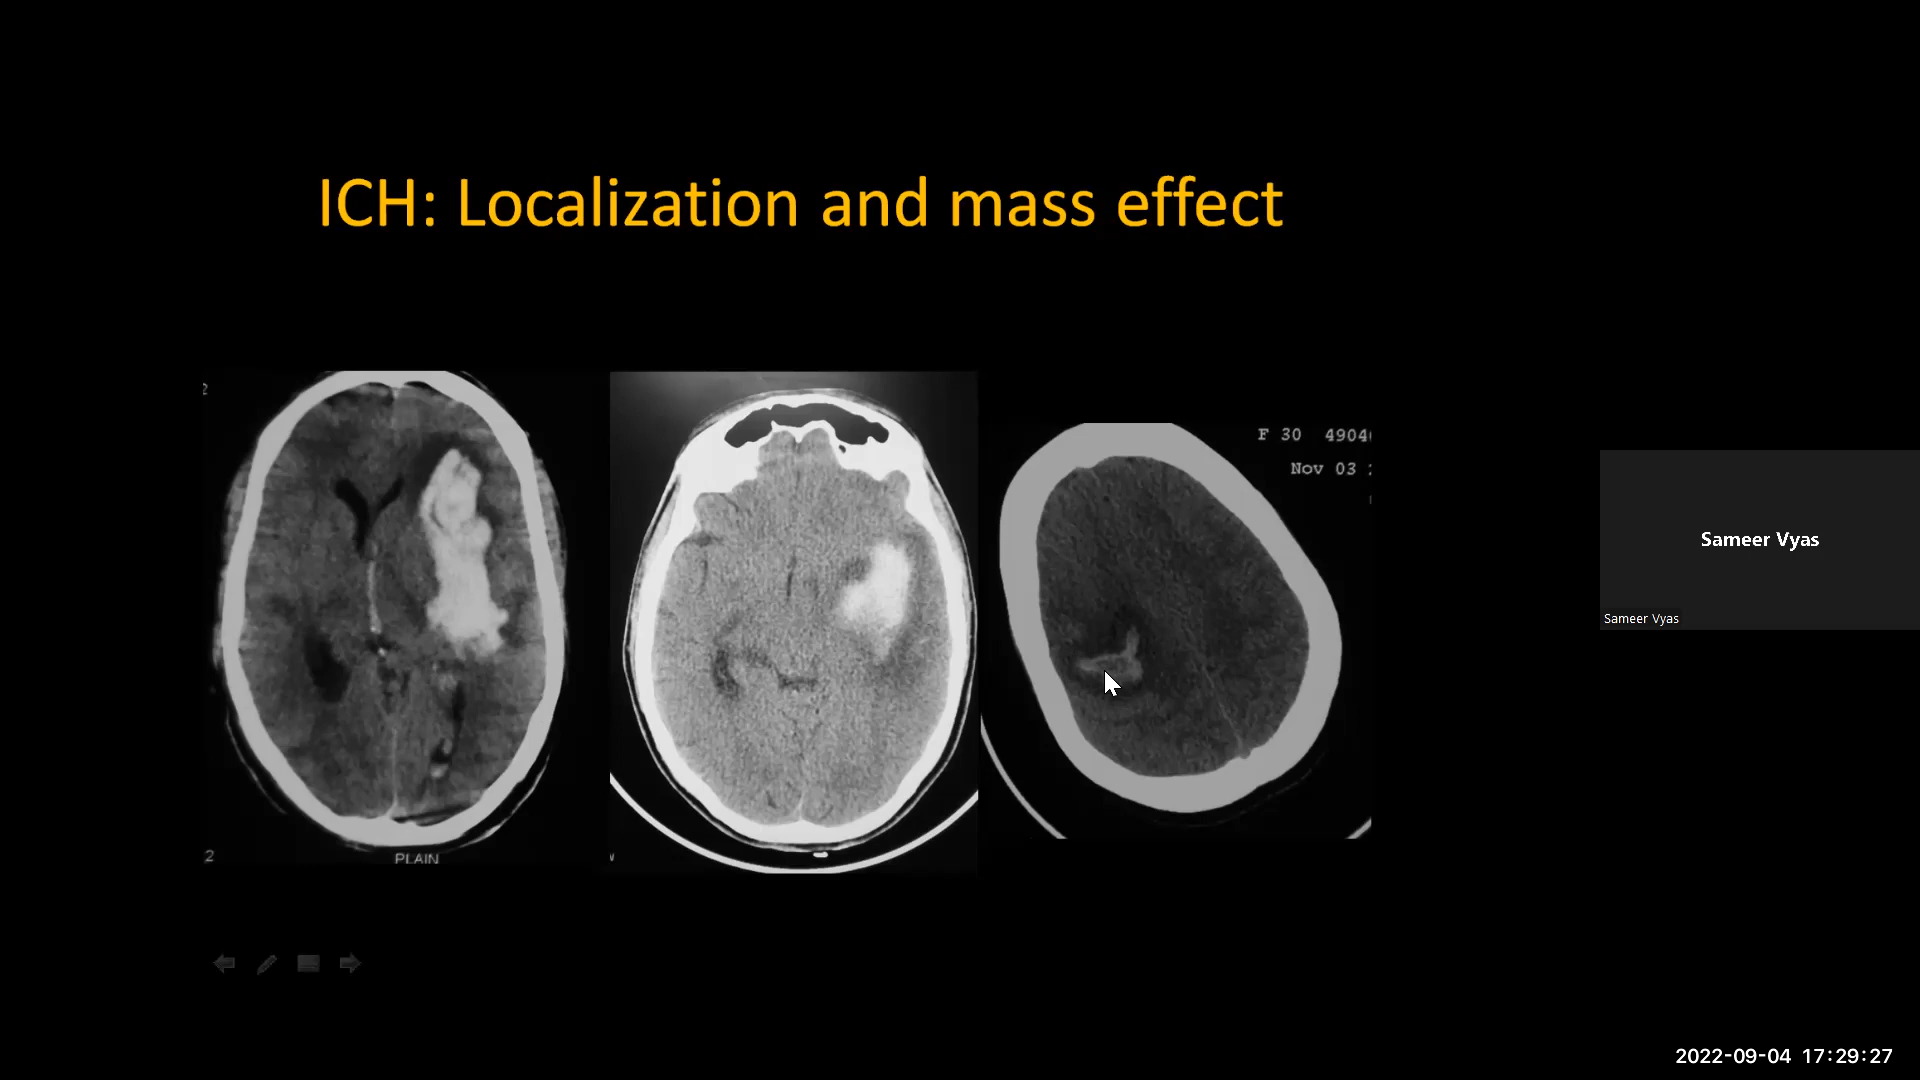 ICH: Localization and mass effect
2
F 30 4904
Nov 03 2
Sameer Vyas
Sameer Vyas
2
PLAIN
2022-09-04 17:29:27